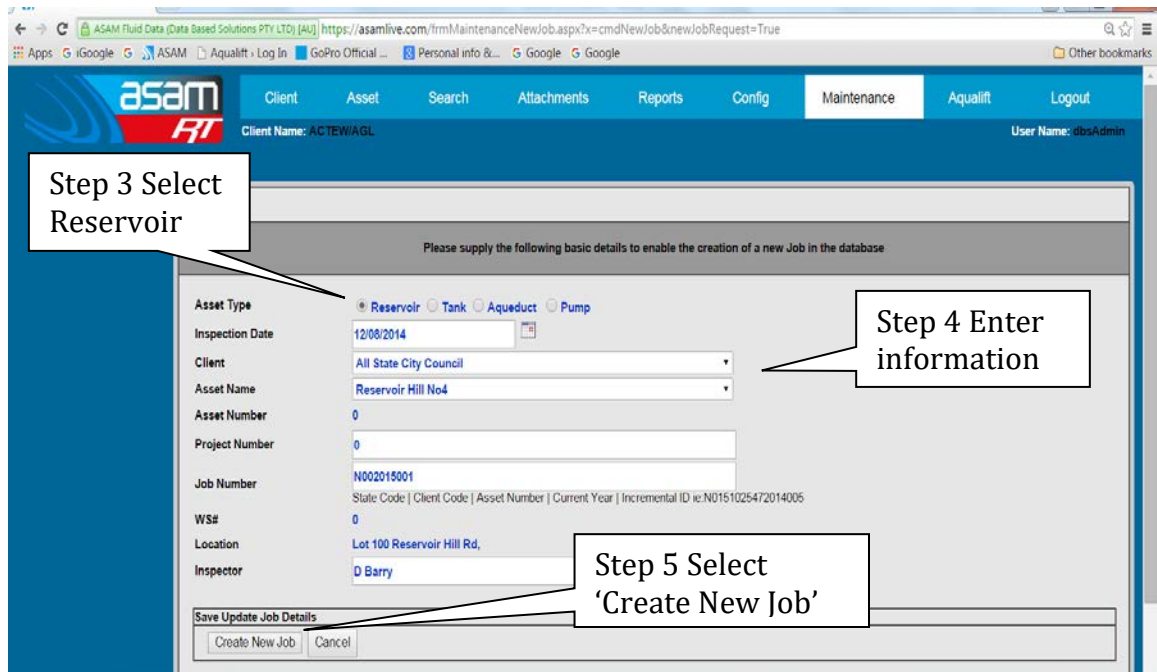 ASAM Fluid Data (Data Based Solutions PTY LTD) [AU] https://asamlive.com/frmMaintenanceNewJob.aspx?x=cmdNewJob&newJobRequest=True
Apps G iGoogle G ASAM Aqualift › Log In GoPro Official ... Personal info &... G Google G Google Other bookmarks
asam RT
Client Asset Search Attachments Reports Config Maintenance Aqualift Logout
Client Name: ACTEW/AGL User Name: dbsAdmin
Step 3 Select
Reservoir
Please supply the following basic details to enable the creation of a new Job in the database
Asset Type Reservoir Tank Aqueduct Pump
Step 4 Enter
information
Inspection Date 12/08/2014
Client All State City Council
Asset Name Reservoir Hill No4
Asset Number 0
Project Number 0
Job Number N002015001
State Code | Client Code | Asset Number | Current Year | Incremental ID ie.N0151025472014005
WS# 0
Location Lot 100 Reservoir Hill Rd,
Inspector D Barry
Step 5 Select
‘Create New Job’
Save Update Job Details
Create New Job Cancel